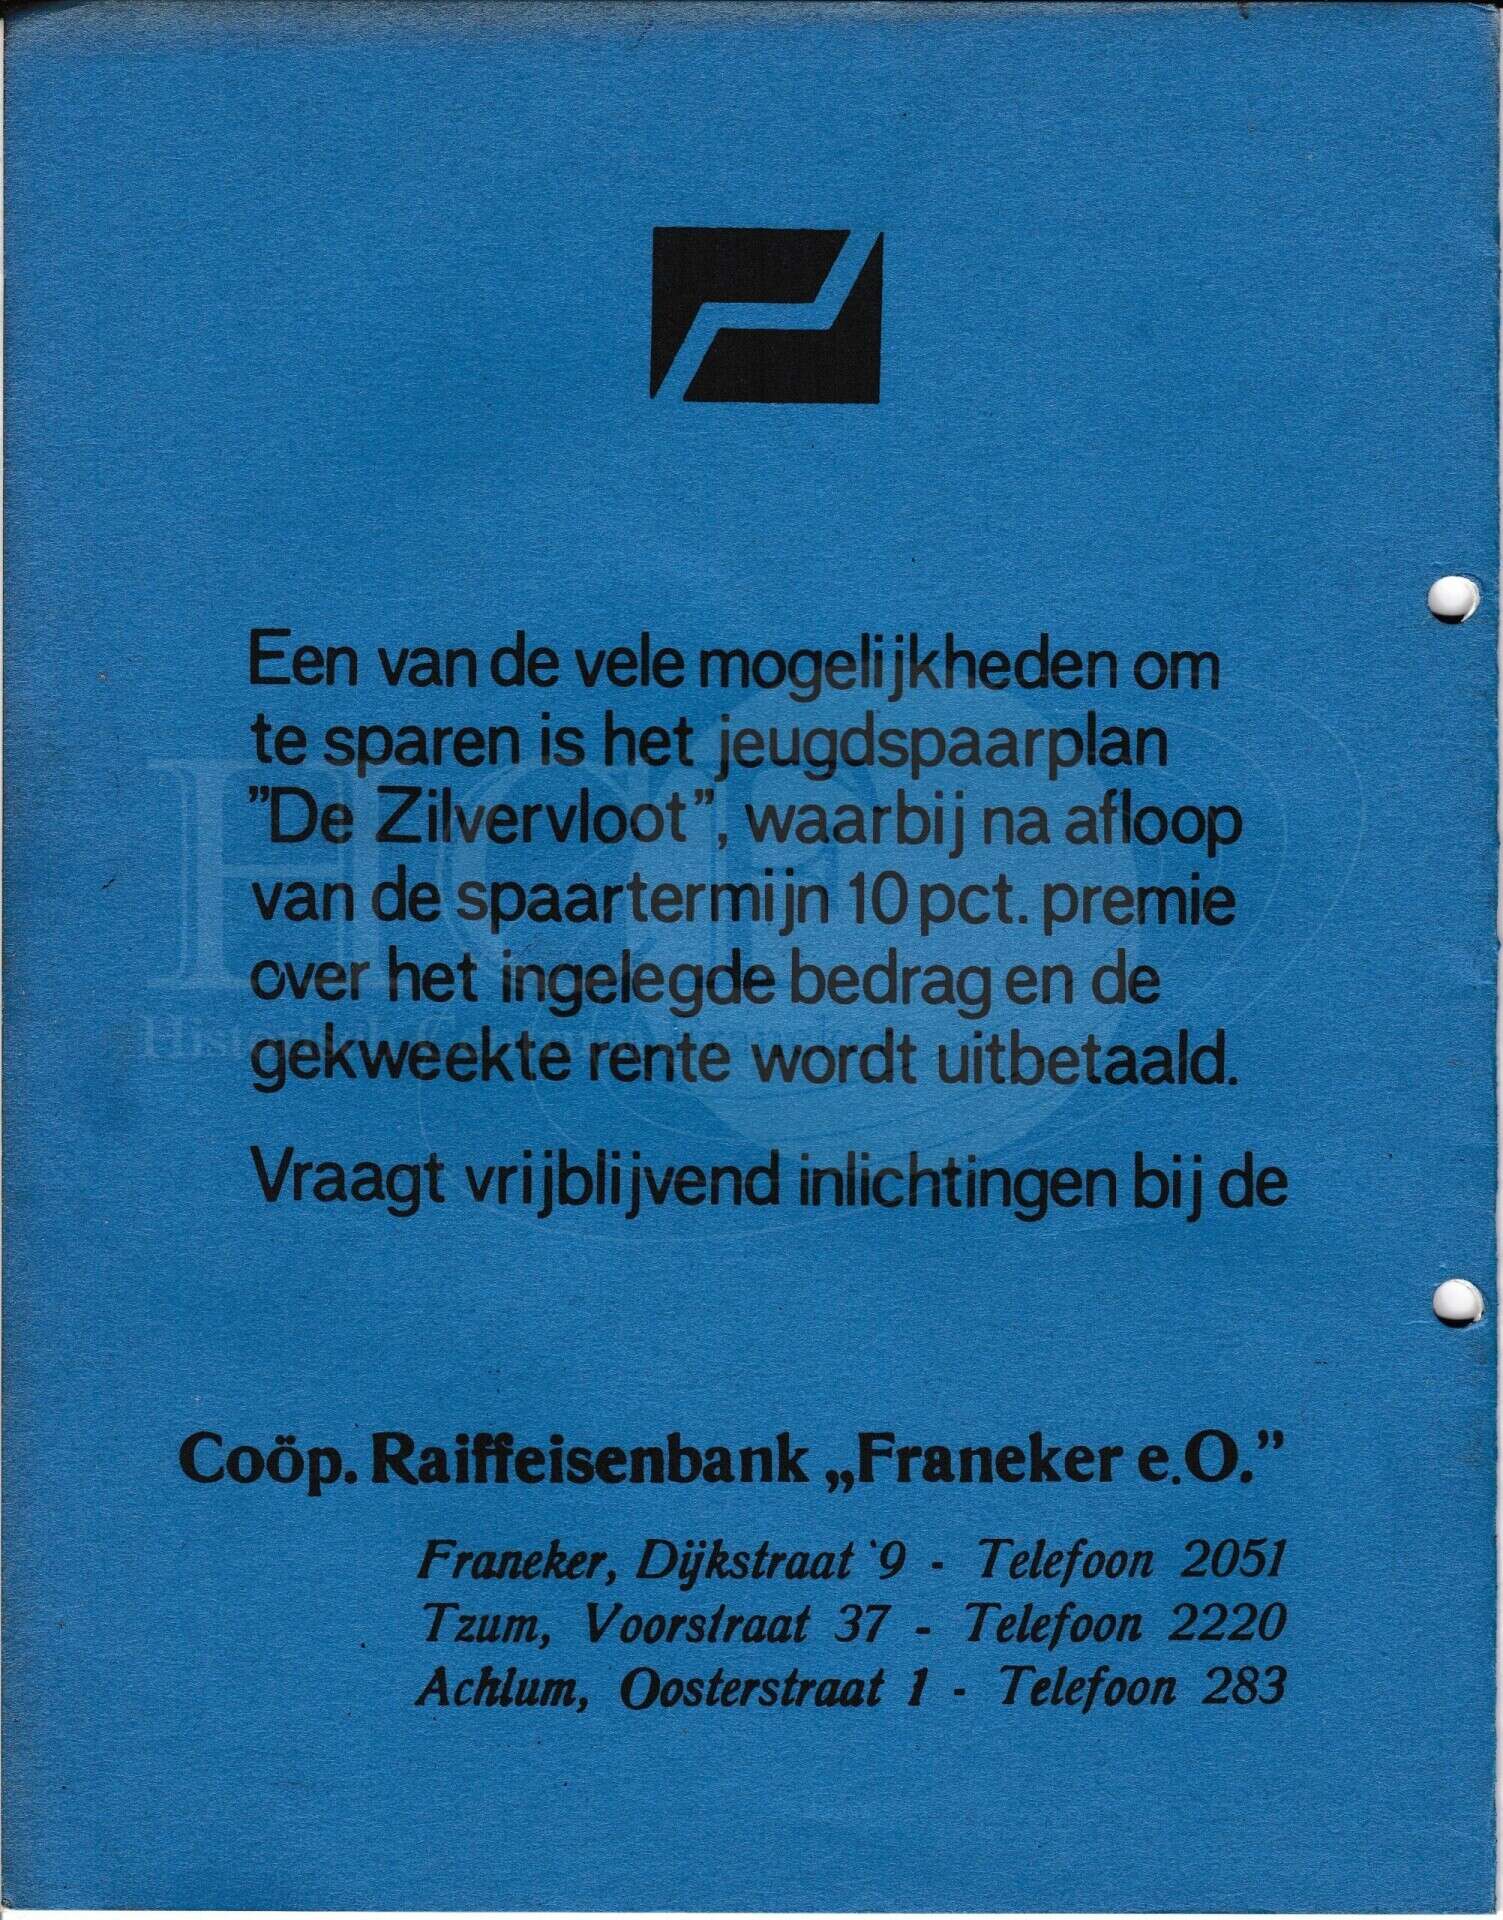 Een van de vele mogelijkheden om
te sparen is het jeugdspaarplan
"De Zilvervloot", waarbij na afloop
van de spaartermijn 10 pct. premie
over het ingelegde bedrag en de
gekweekte rente wordt uitbetaald.
Vraagt vrijblijvend inlichtingen bij de
Coöp. Raiffeisenbank „Franeker e.O.”
Franeker, Dijkstraat 9 - Telefoon 2051
Tzum, Voorstraat 37 - Telefoon 2220
Achlum, Oosterstraat 1 - Telefoon 283